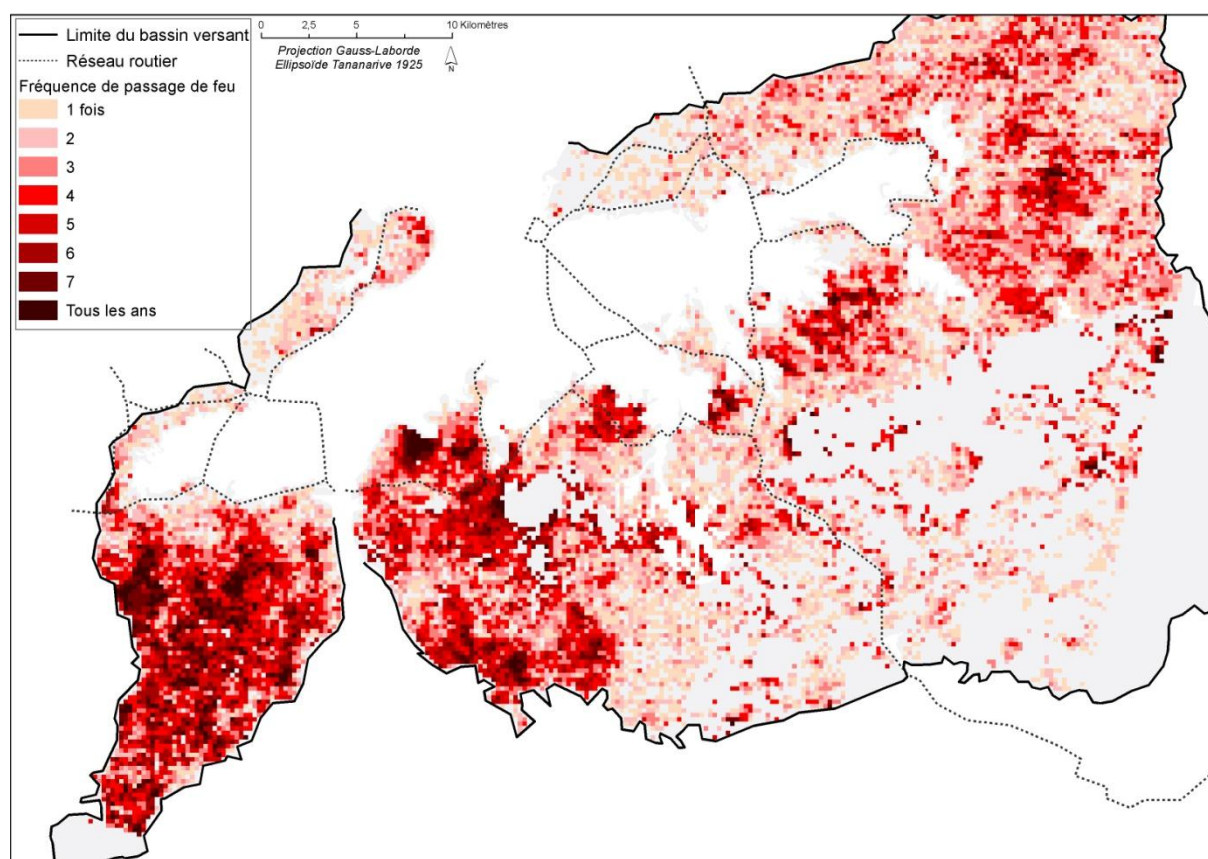 0 2,5 5 10 Kilomètres
Limite du bassin versant
Projection Gauss-Laborde
Réseau routier
Ellipsoïde Tananarive 1925
N
Fréquence de passage de feu
1 fois
2
3
4
5
6
7
Tous les ans